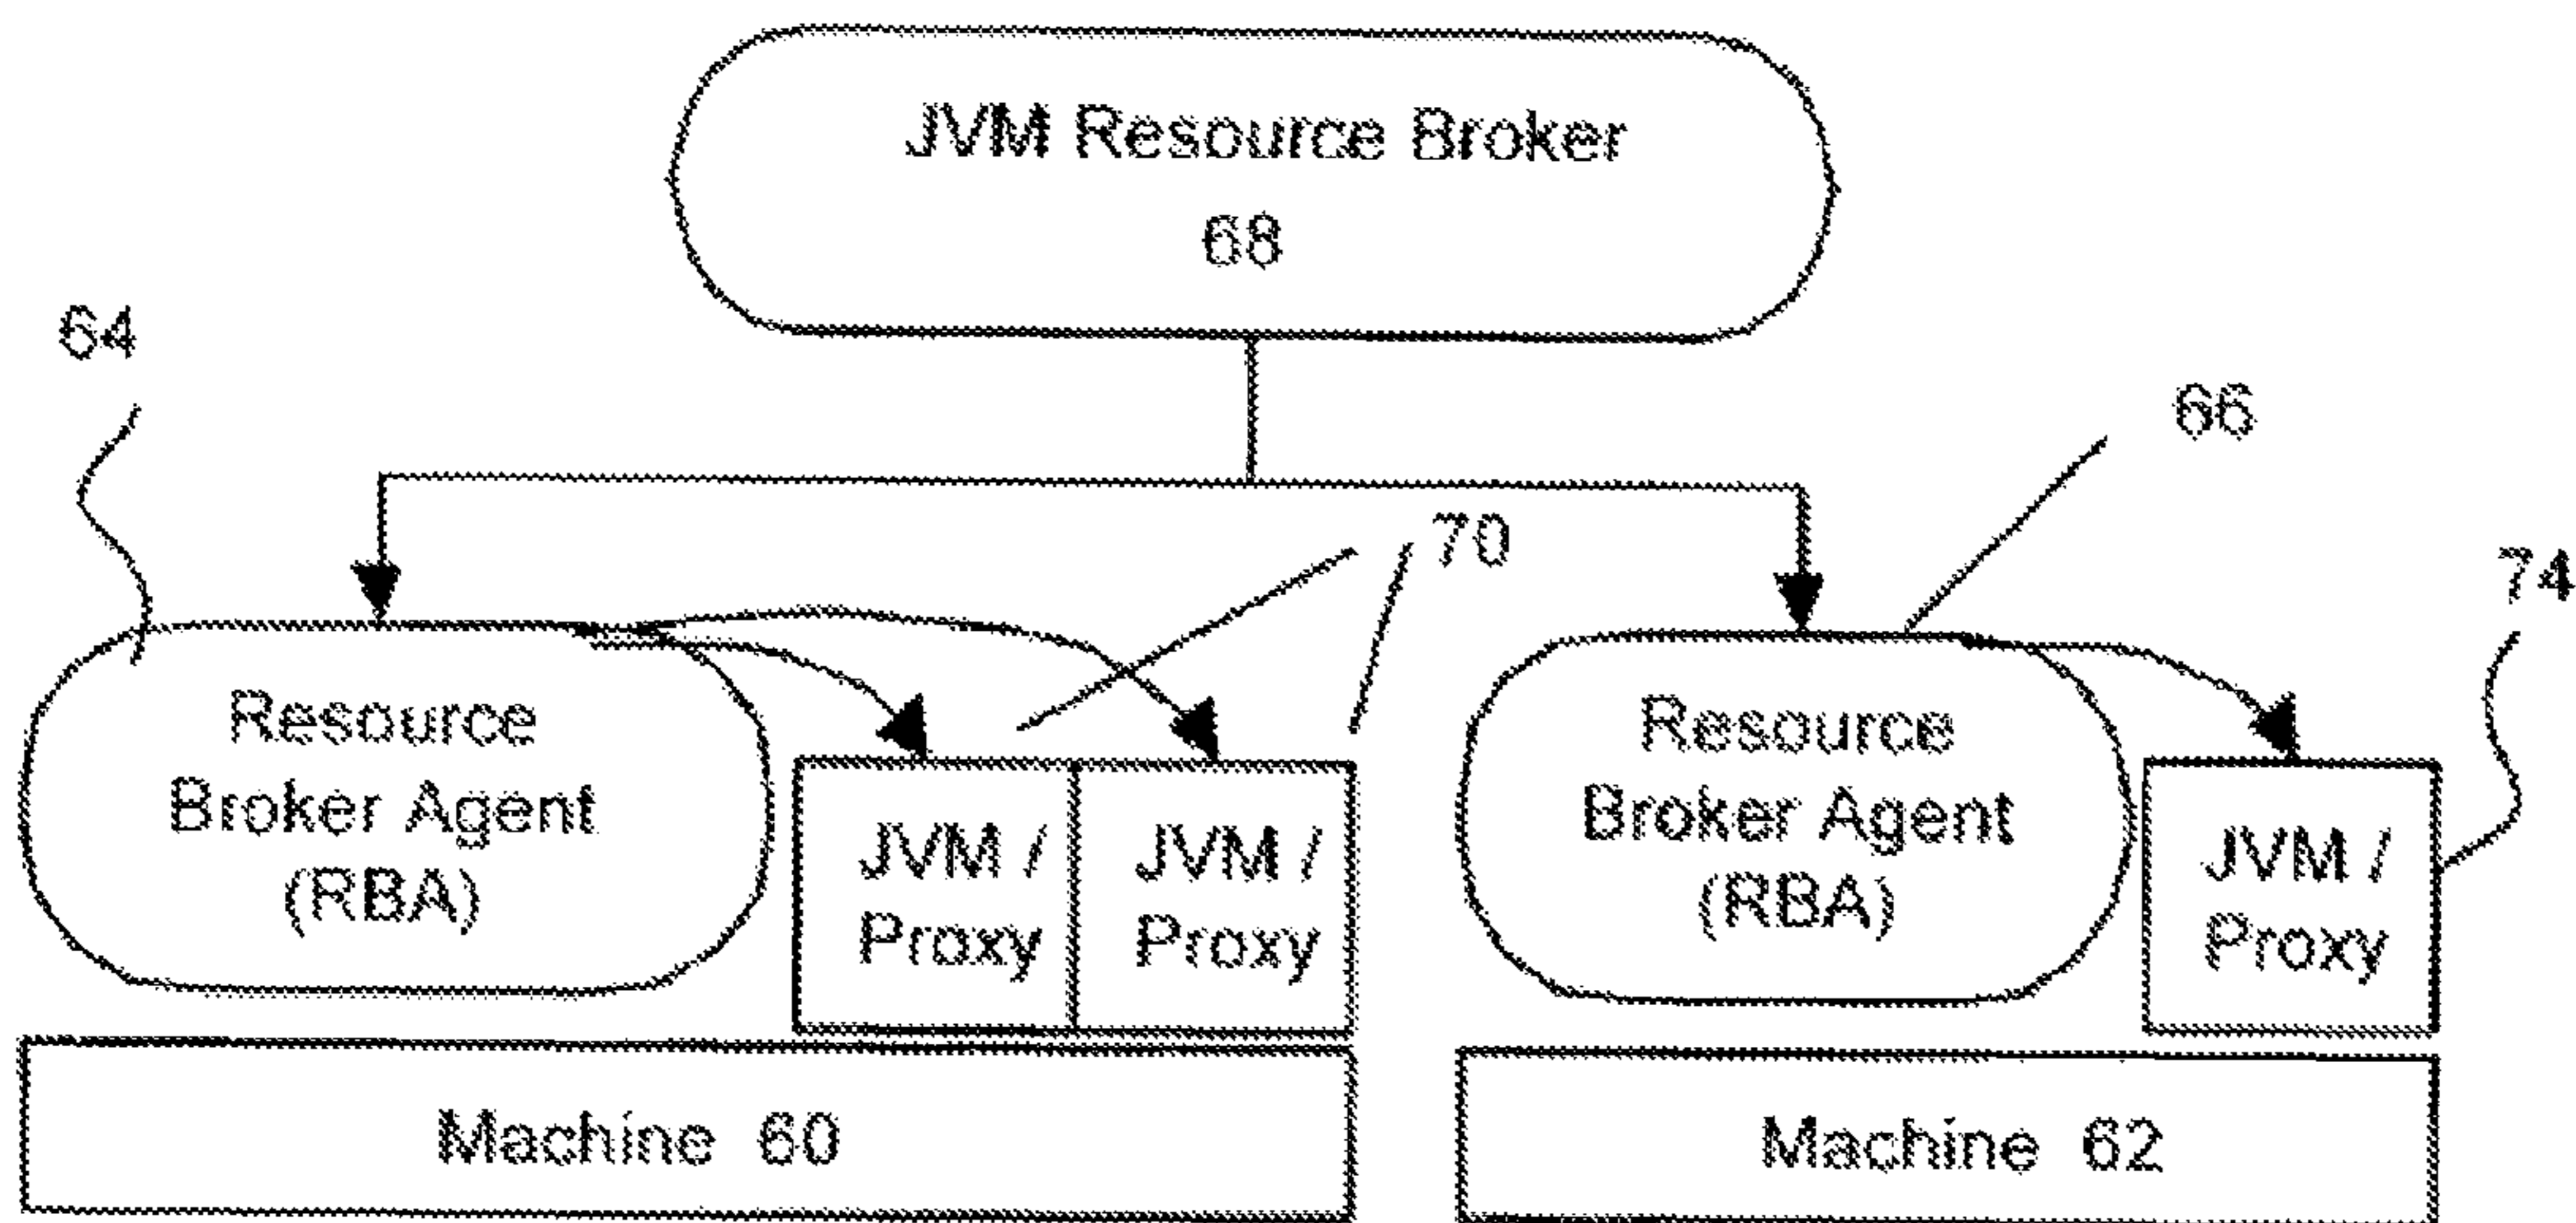 JVM Resource Broker
68
64
66
70
74
Resource
Broker Agent
(RBA)
JVM /
Proxy
JVM /
Proxy
Resource
Broker Agent
(RBA)
JVM /
Proxy
Machine 60
Machine 62